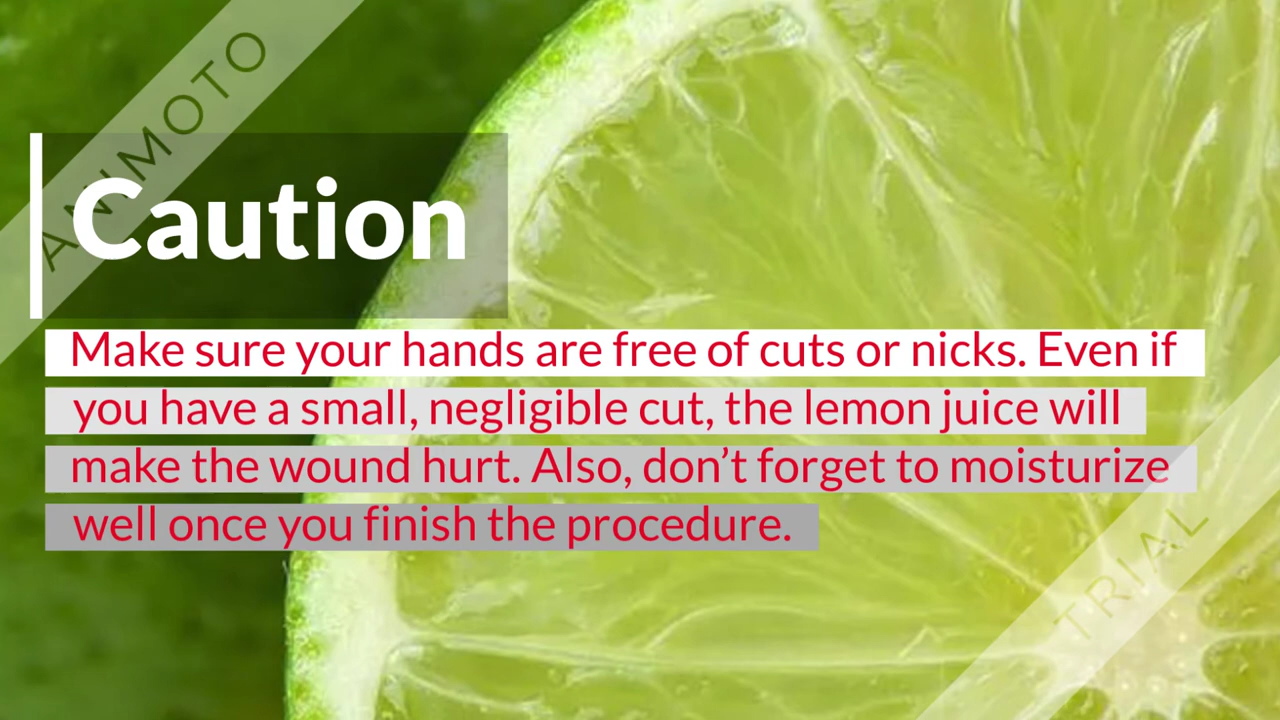 ANIMOTO
Caution
Make sure your hands are free of cuts or nicks. Even if
you have a small, negligible cut, the lemon juice will
make the wound hurt. Also, don’t forget to moisturize
well once you finish the procedure.
TRIAL